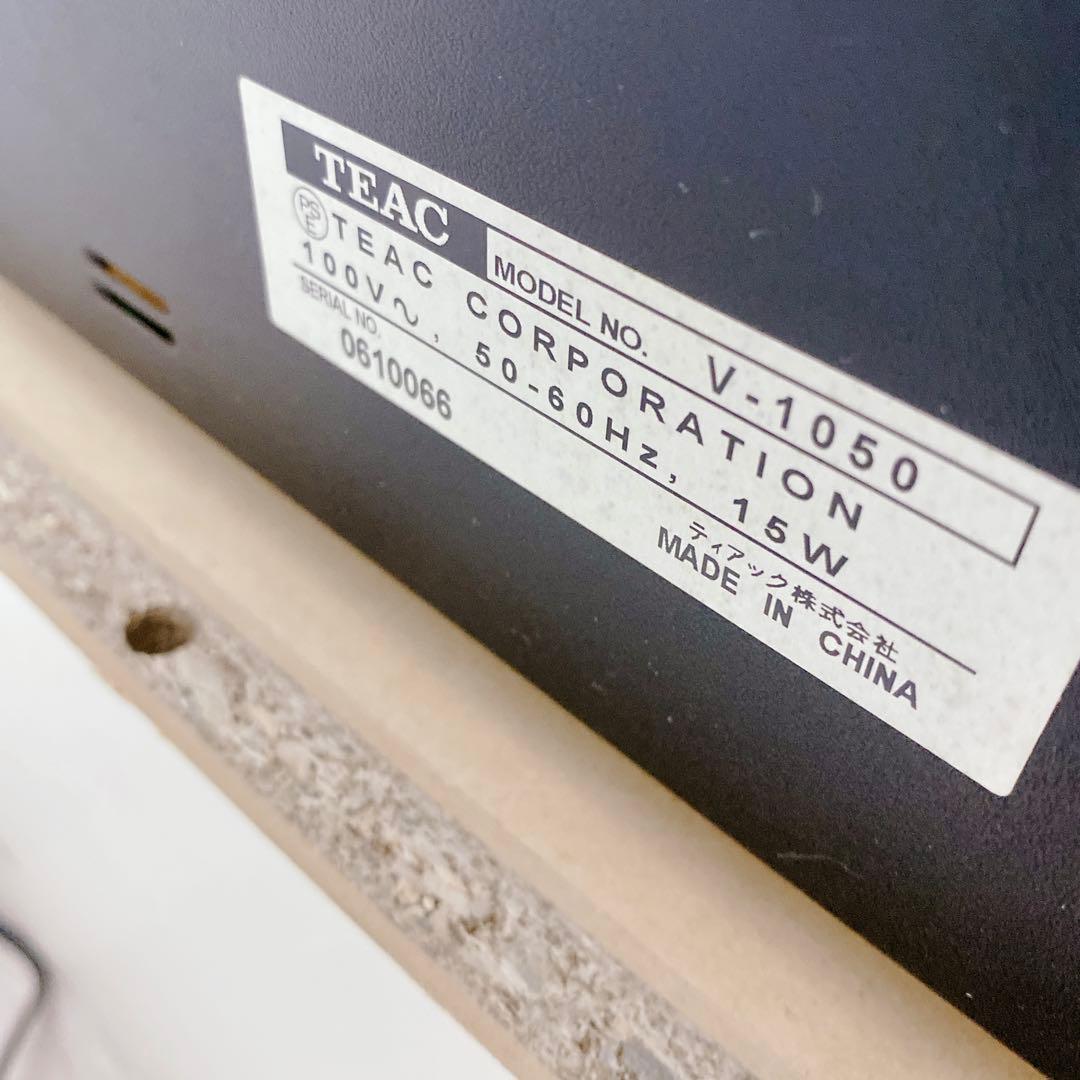 TEAC MODEL NO. V-1050
PSE TEAC CORPORATION
100V~, 50-60Hz, 15W
SERIAL NO.
0610066
ティアック株式会社
MADE IN CHINA